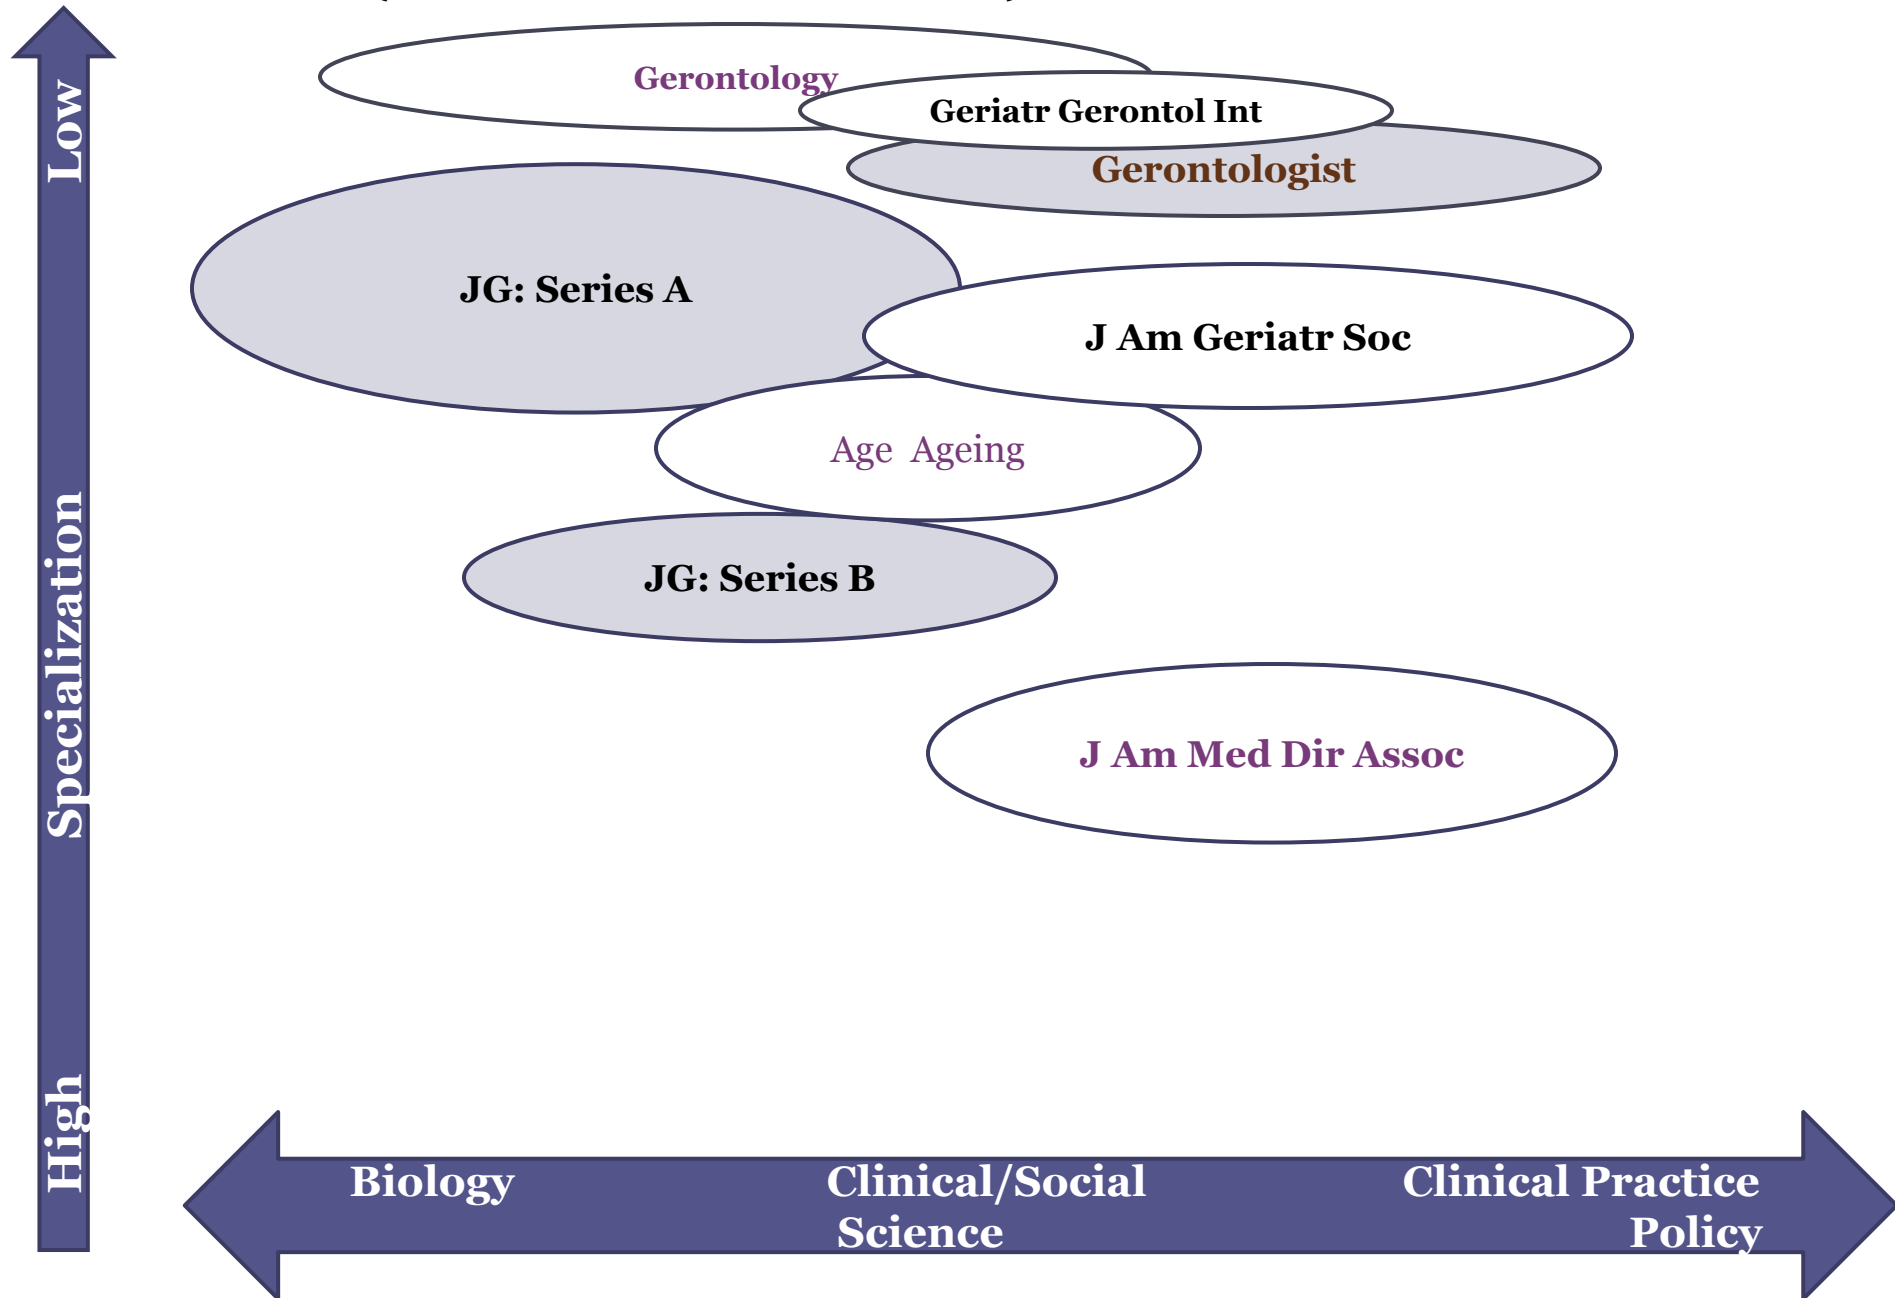 Low
Specialization
High
Gerontology
Geriatr Gerontol Int
Gerontologist
JG: Series A
J Am Geriatr Soc
Age  Ageing
JG: Series B
J Am Med Dir Assoc
Biology
Clinical/Social
Science
Clinical Practice
Policy